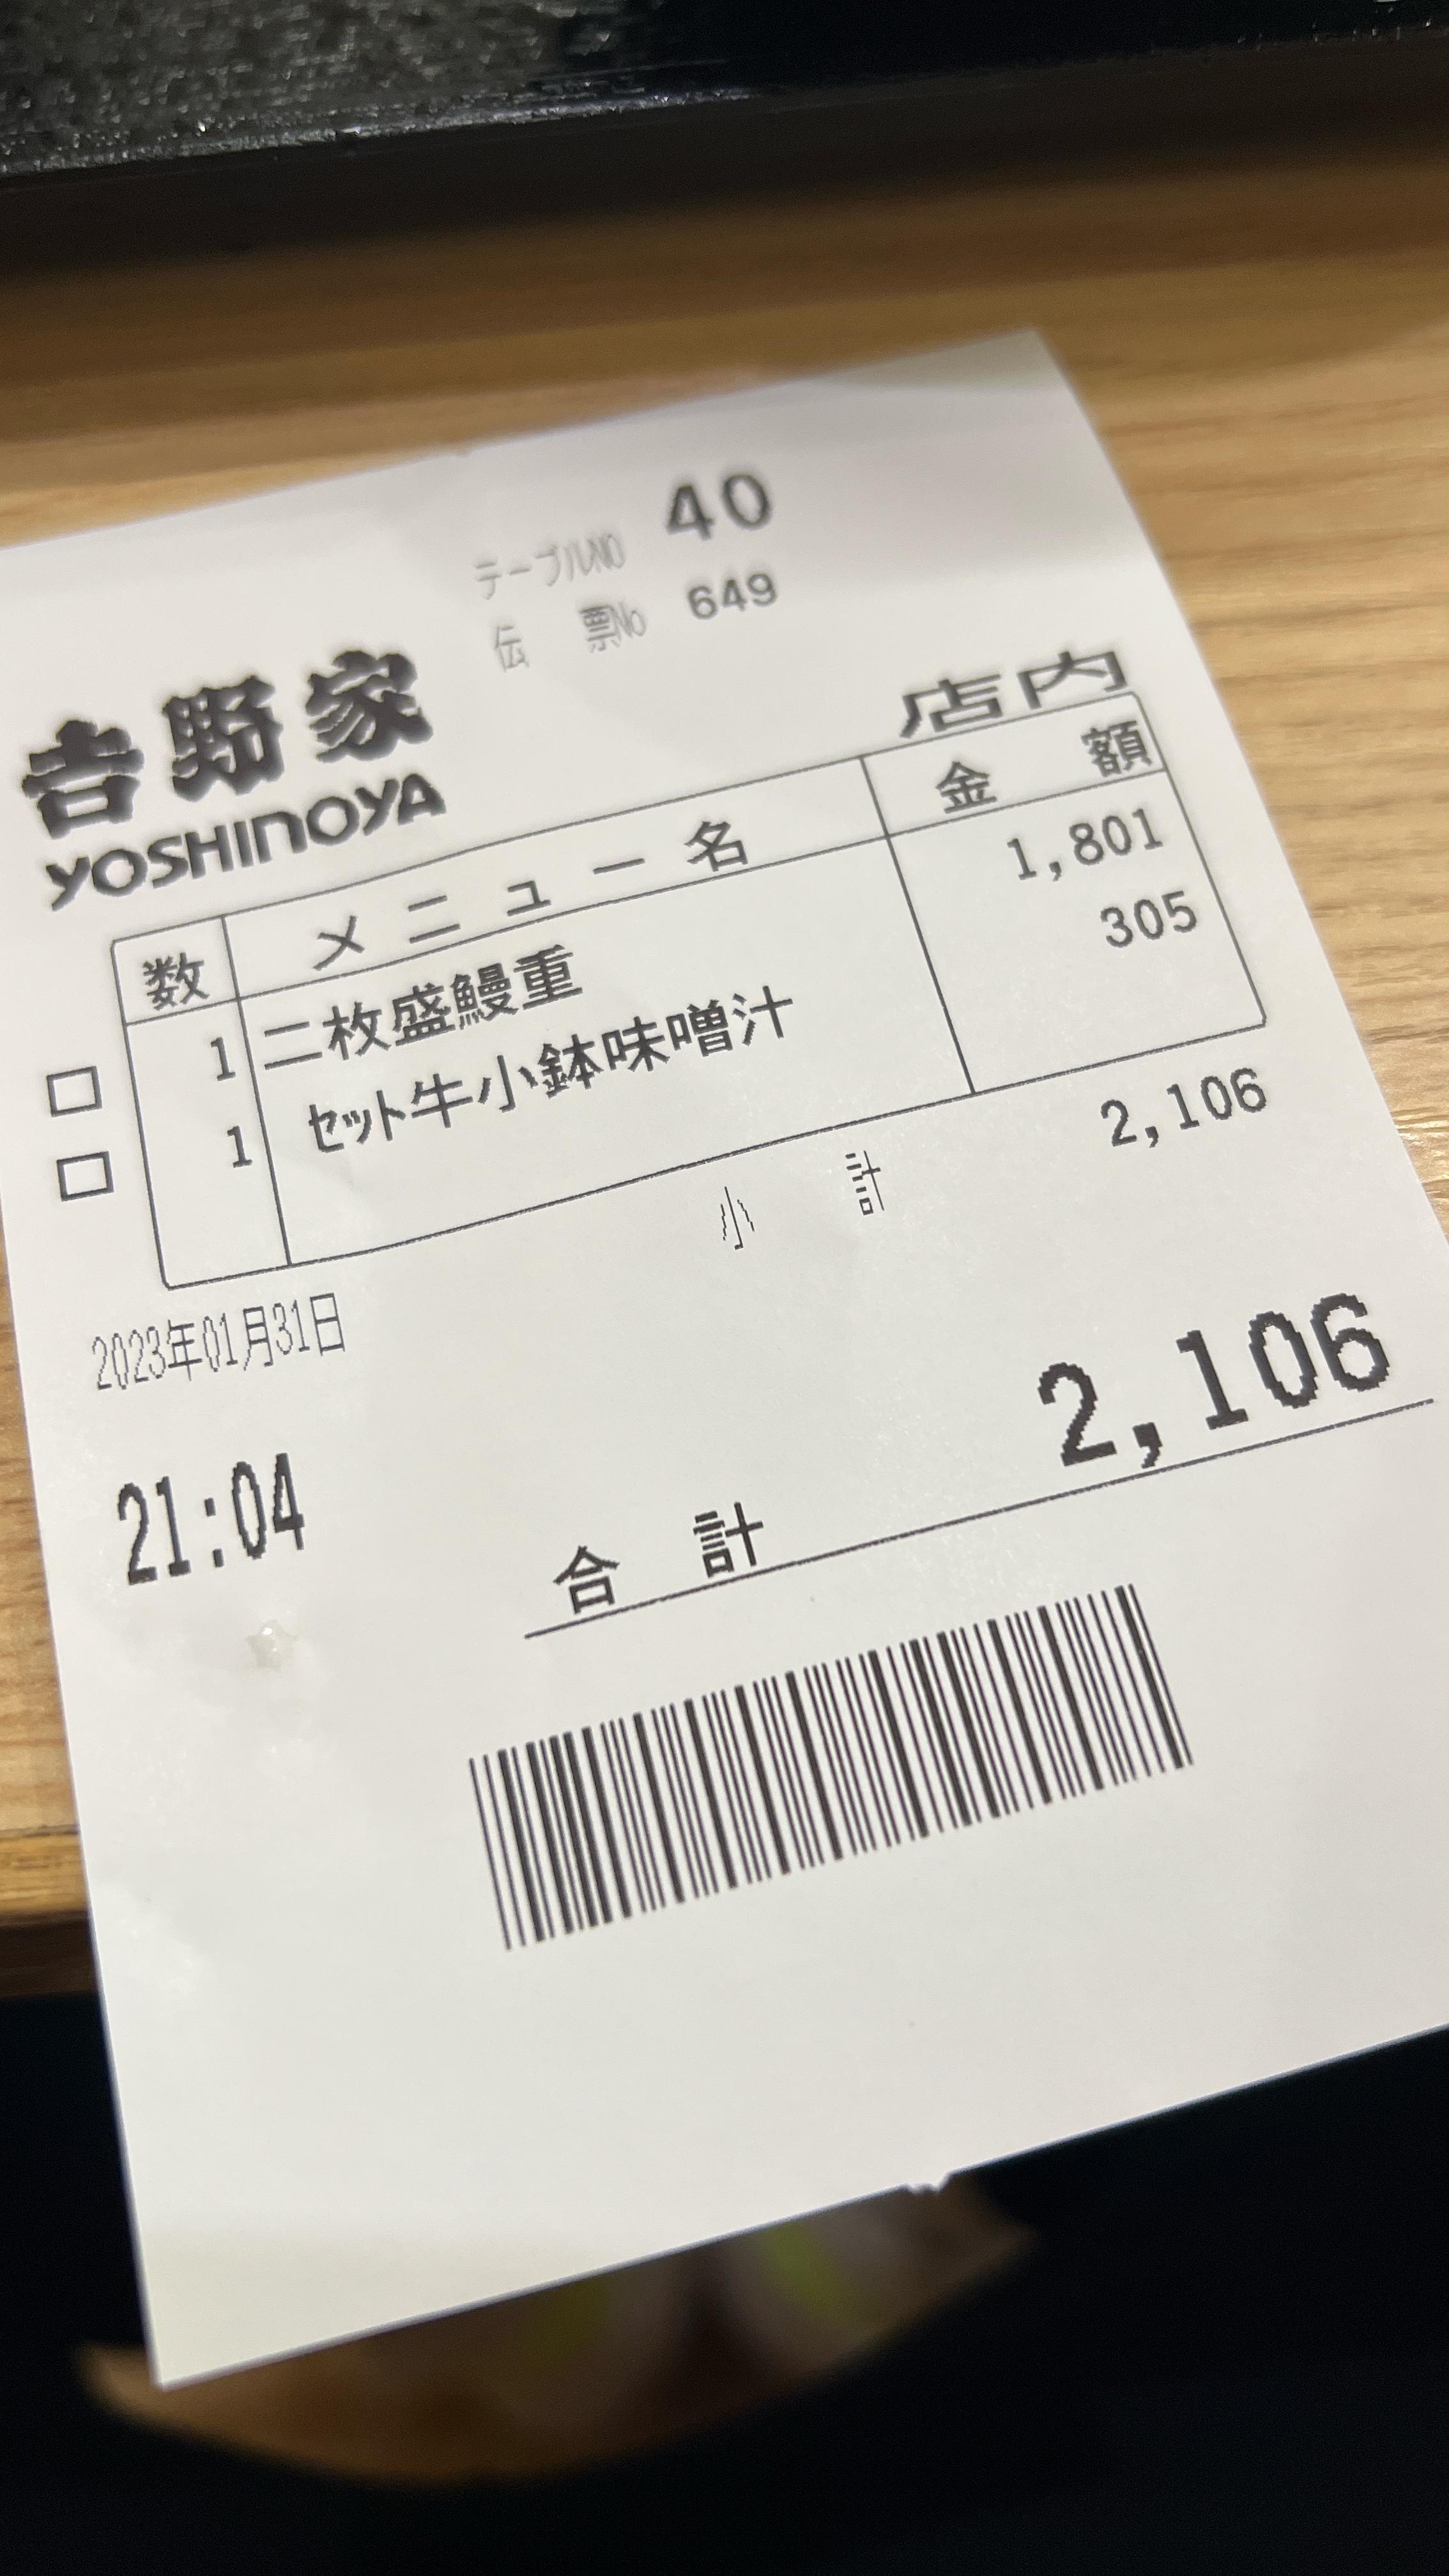 テーブルNO 40
伝 票No 649
吉野家
YOSHINOYA
店内
数 メニュー名 金 額
□ 1 二枚盛鰻重 1,801
□ 1 セット牛小鉢味噌汁 305
小 計 2,106
2023年01月31日
21:04
合 計 2,106